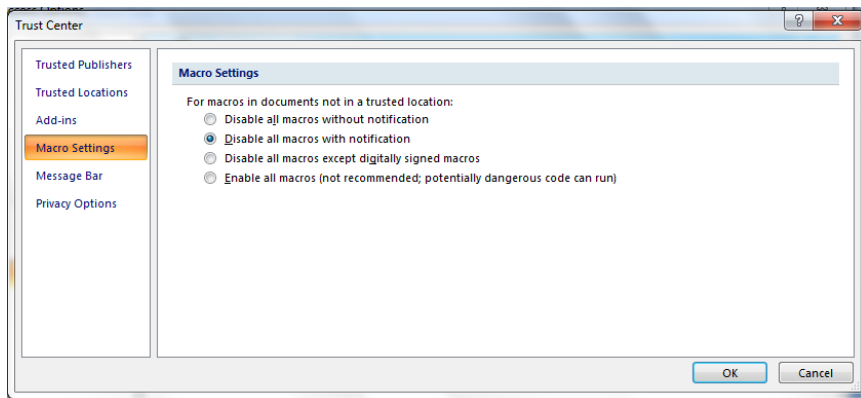 Trust Center
Trusted Publishers
Trusted Locations
Add-ins
Macro Settings
Message Bar
Privacy Options
Macro Settings
For macros in documents not in a trusted location:
Disable all macros without notification
Disable all macros with notification
Disable all macros except digitally signed macros
Enable all macros (not recommended; potentially dangerous code can run)
OK
Cancel